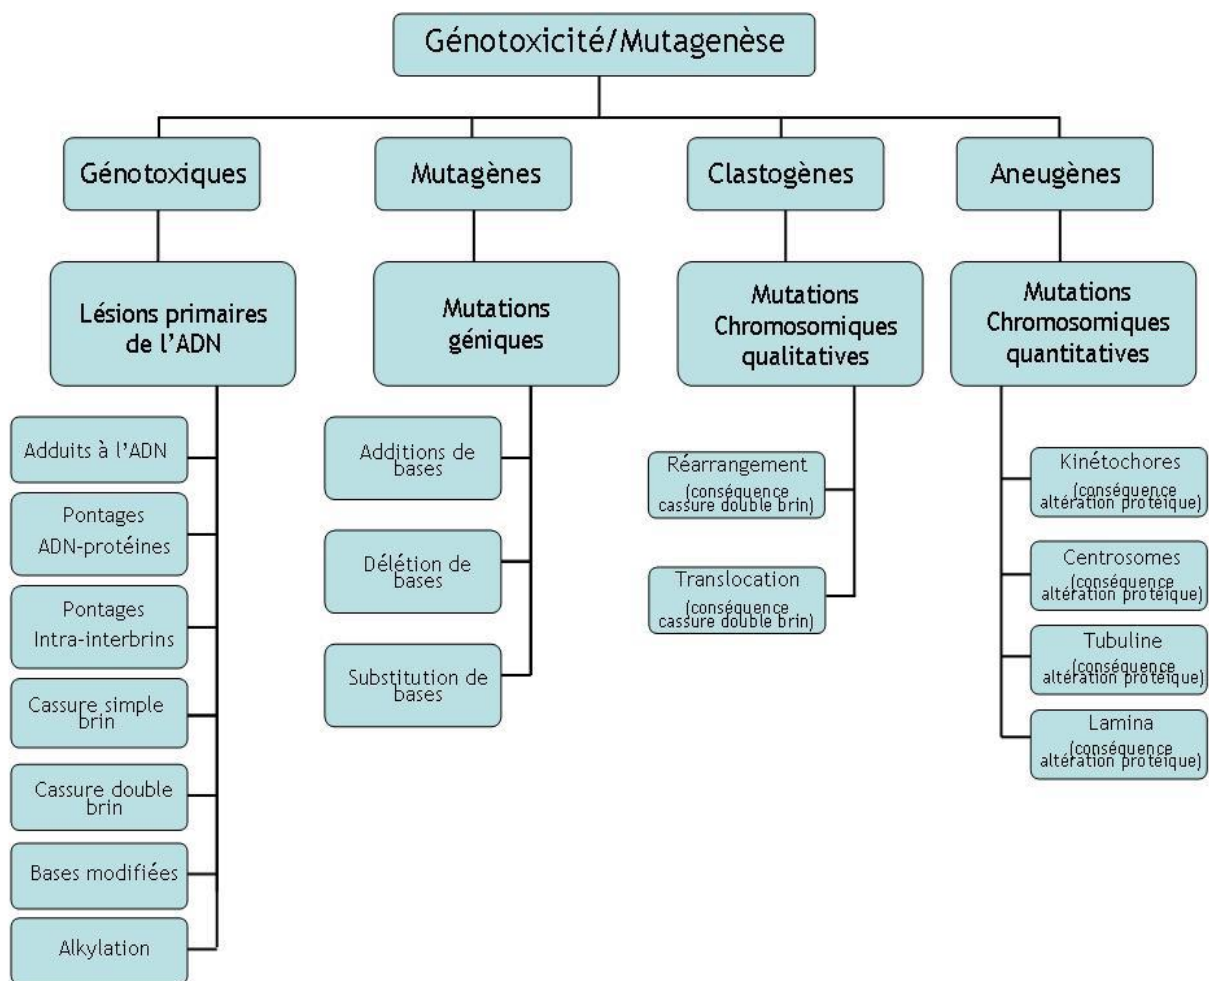 Génotoxicité/Mutagenèse
Génotoxiques
Mutagènes
Clastogènes
Aneugènes
Lésions primaires
de l'ADN
Mutations
géniques
Mutations
Chromosomiques
qualitatives
Mutations
Chromosomiques
quantitatives
Adduits à l'ADN
Pontages
ADN-protéines
Pontages
Intra-interbrins
Cassure simple
brin
Cassure double
brin
Bases modifiées
Alkylation
Additions de
bases
Délétion de
bases
Substitution de
bases
Réarrangement
(conséquence
cassure double brin)
Translocation
(conséquence
cassure double brin)
Kinétochores
(conséquence
altération protéique)
Centrosomes
(conséquence
altération protéique)
Tubuline
(conséquence
altération protéique)
Lamina
(conséquence
altération protéique)